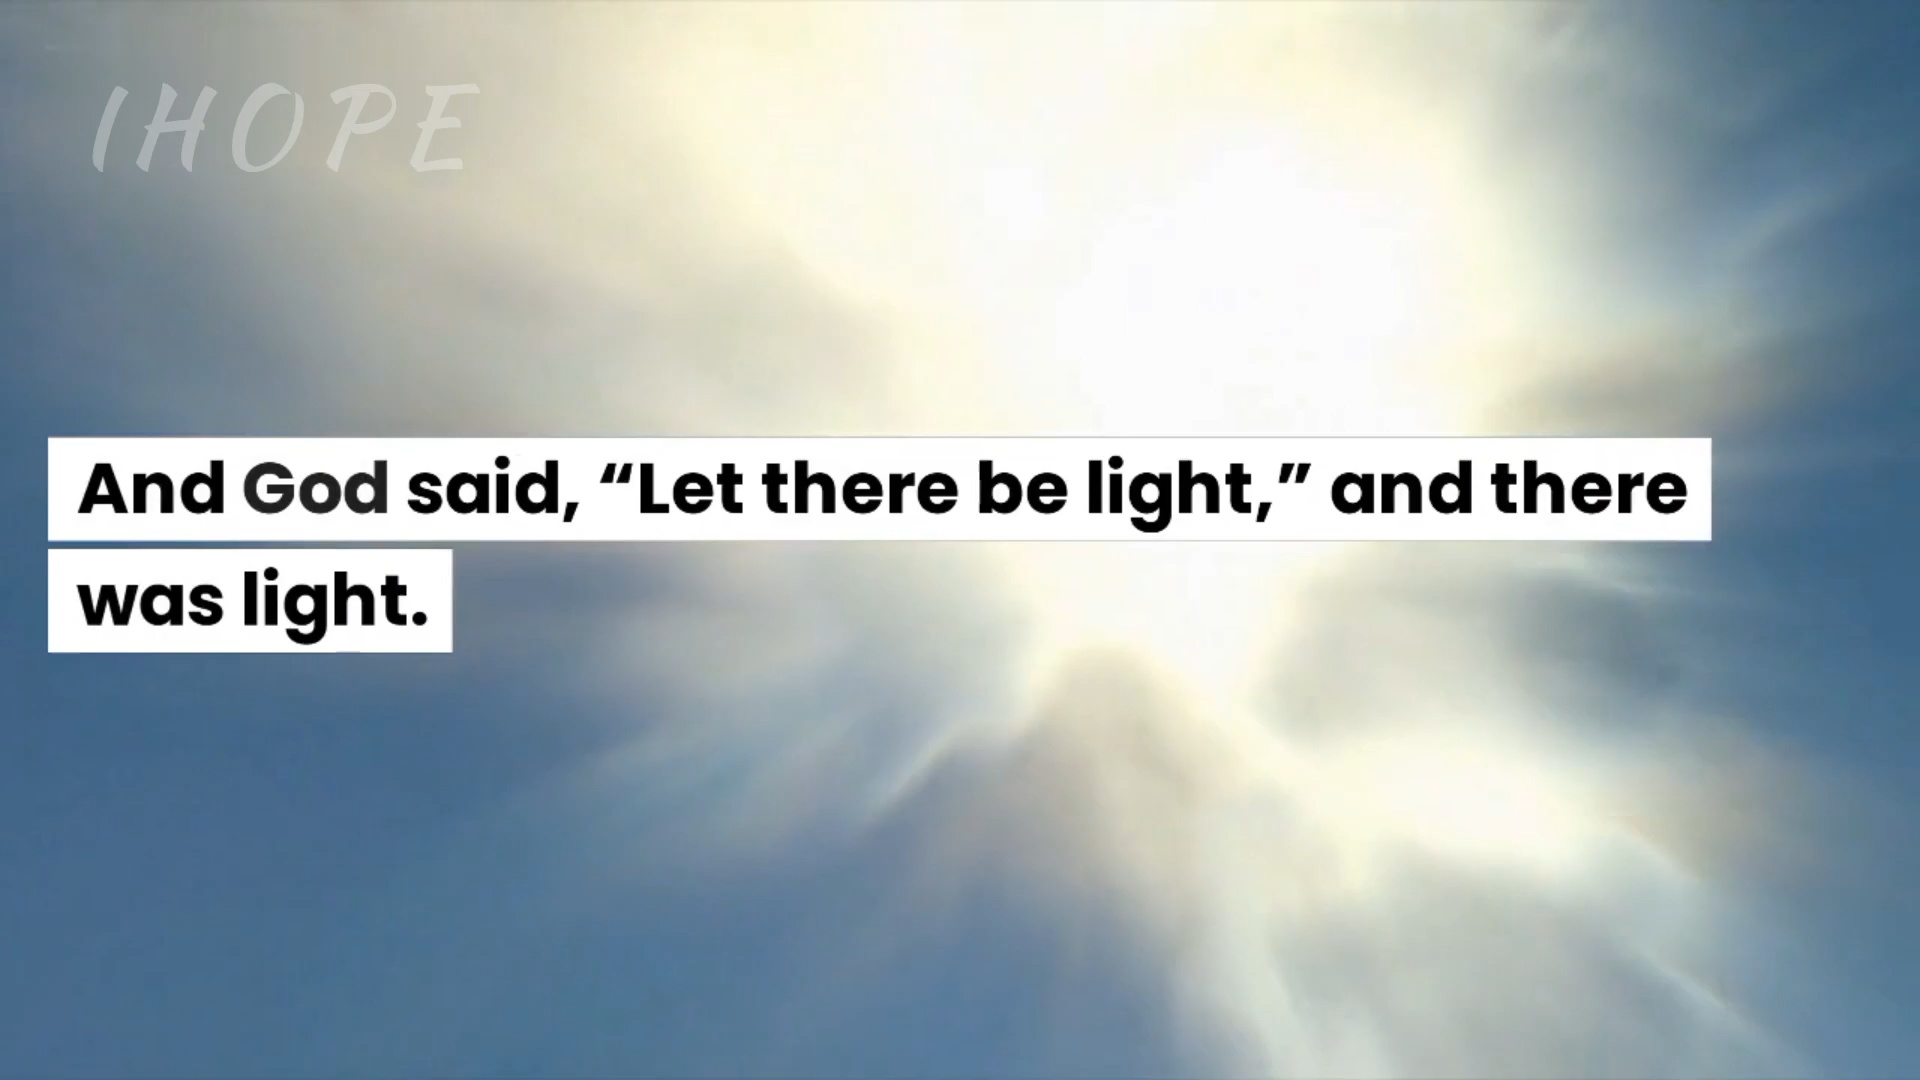 IHOPE
And God said, “Let there be light,” and there
was light.